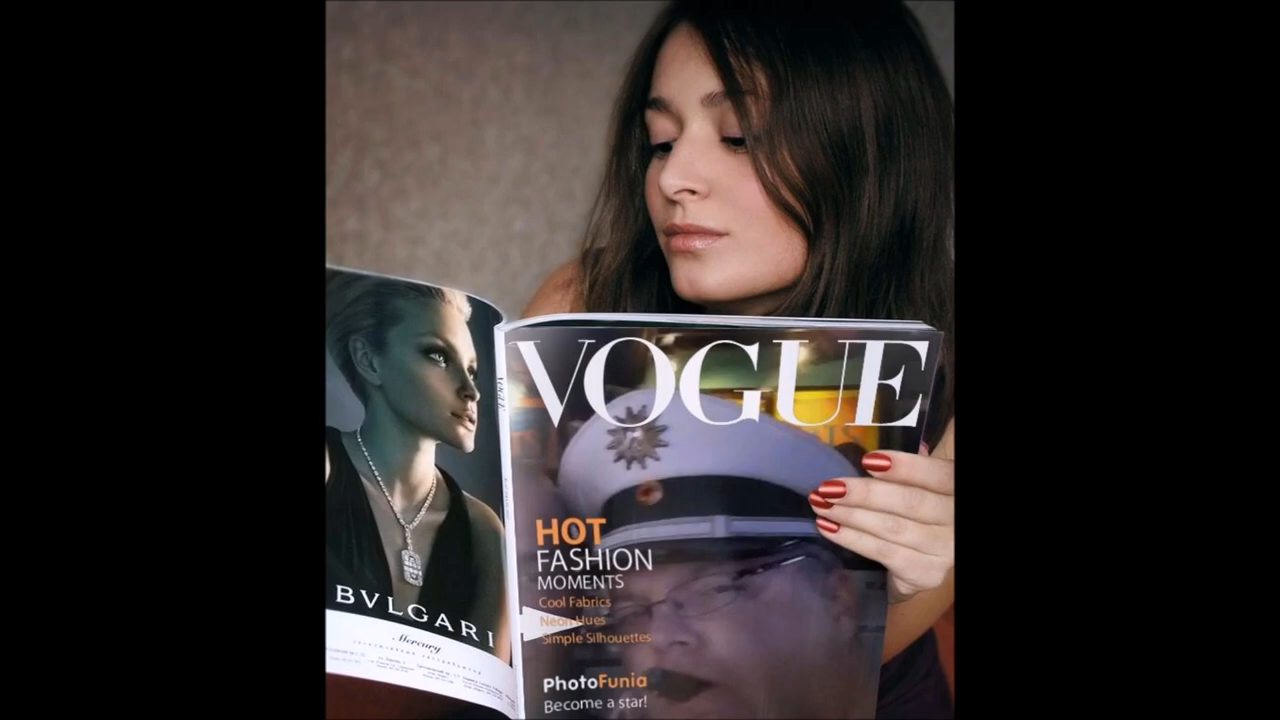 VOGUE
HOT
FASHION
MOMENTS
Cool Fabrics
Neon Hues
Simple Silhouettes
PhotoFunia
Become a star!
BVLGARI
Mercury